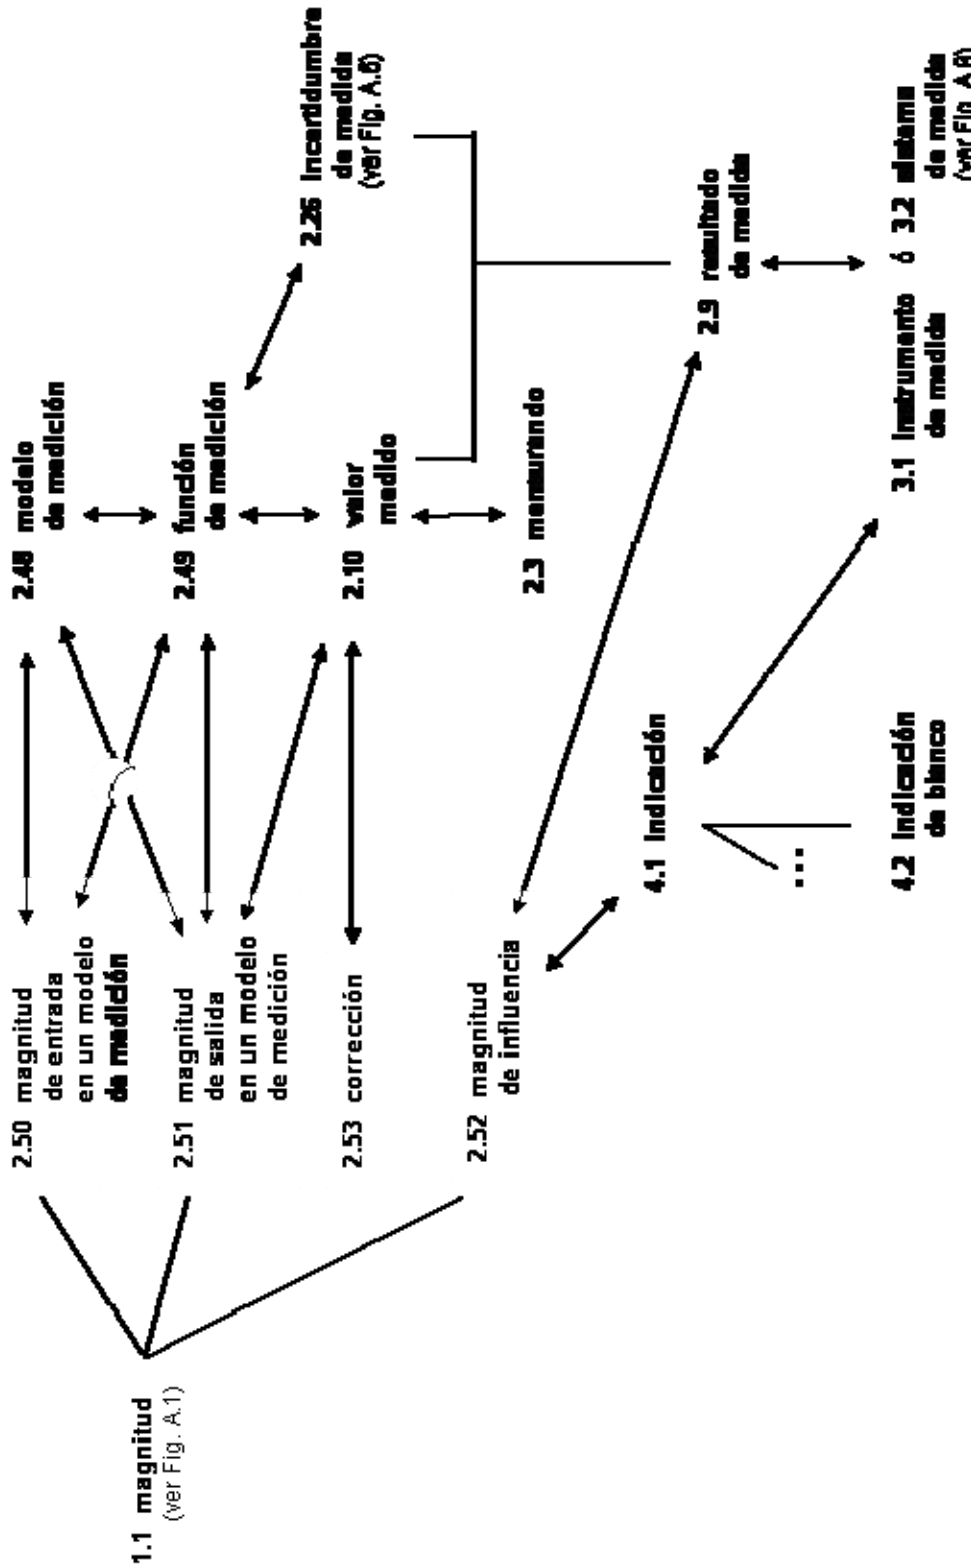 1.1 magnitud
(ver Fig. A.1)
2.50 magnitud
de entrada
en un modelo
de medición
2.51 magnitud
de salida
en un modelo
de medición
2.53 corrección
2.52 magnitud
de influencia
2.48 modelo
de medición
2.49 función
de medición
2.10 valor
medido
2.3 mensurando
2.26 incertidumbre
de medida
(ver Fig. A.6)
2.9 resultado
de medida
4.1 indicación
...
4.2 indicación
de blanco
3.1 instrumento
de medida
ó
3.2 sistema
de medida
(ver Fig. A.8)